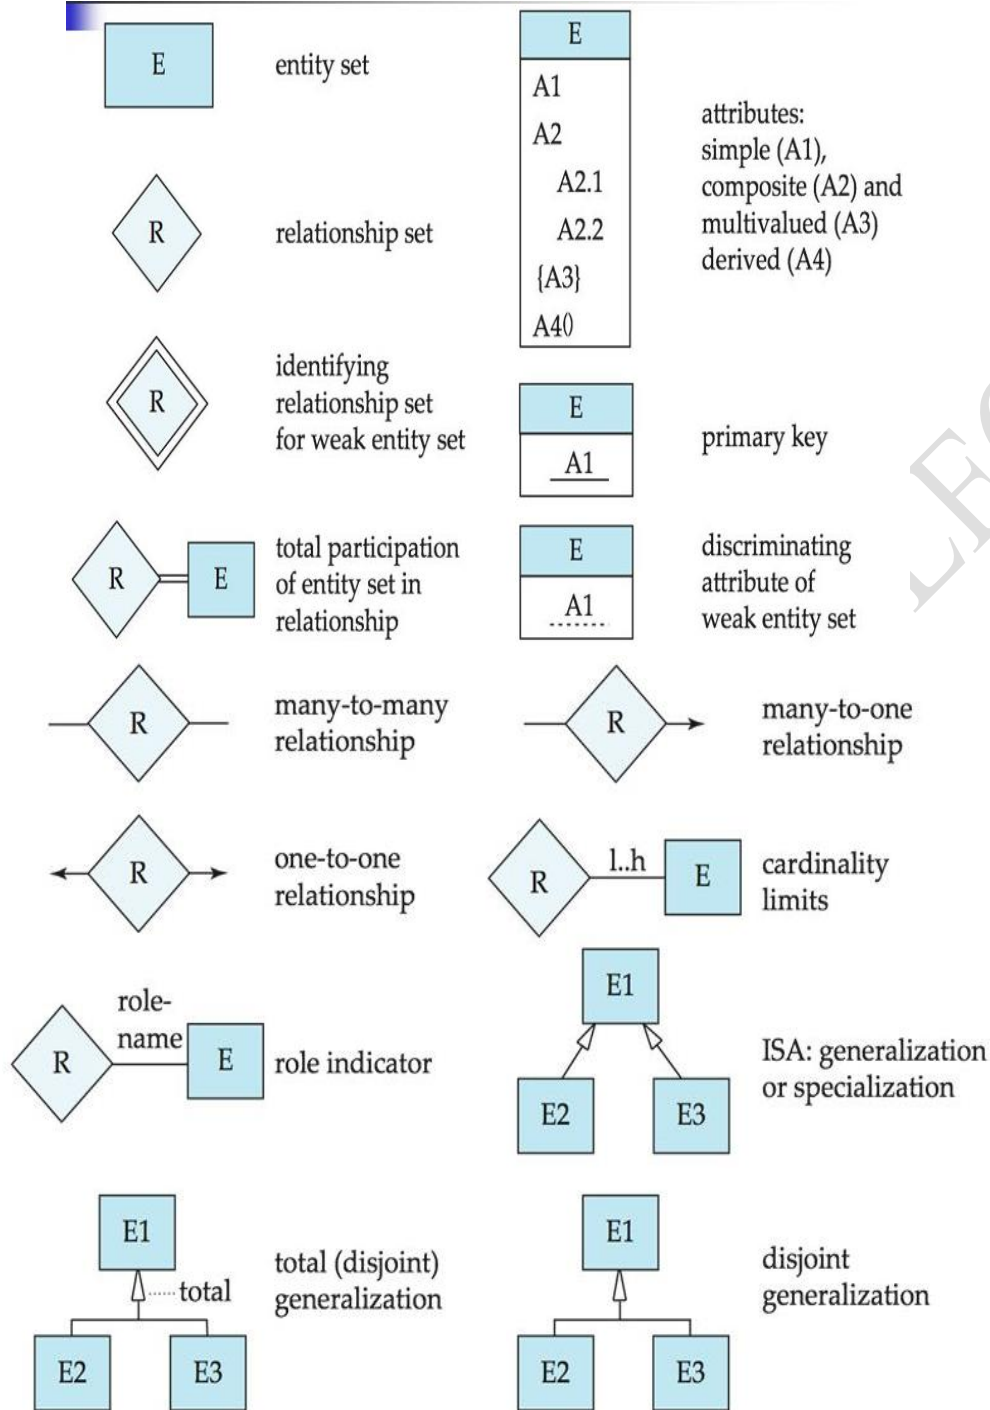 E
entity set
R
relationship set
R
identifying
relationship set
for weak entity set
R
E
total participation
of entity set in
relationship
R
many-to-many
relationship
R
one-to-one
relationship
R
role-
name
E
role indicator
E1
total
E2
E3
total (disjoint)
generalization
E
A1
A2
A2.1
A2.2
{A3}
A4()
attributes:
simple (A1),
composite (A2) and
multivalued (A3)
derived (A4)
E
A1
primary key
E
A1
discriminating
attribute of
weak entity set
R
many-to-one
relationship
R
l..h
E
cardinality
limits
E1
E2
E3
ISA: generalization
or specialization
E1
E2
E3
disjoint
generalization